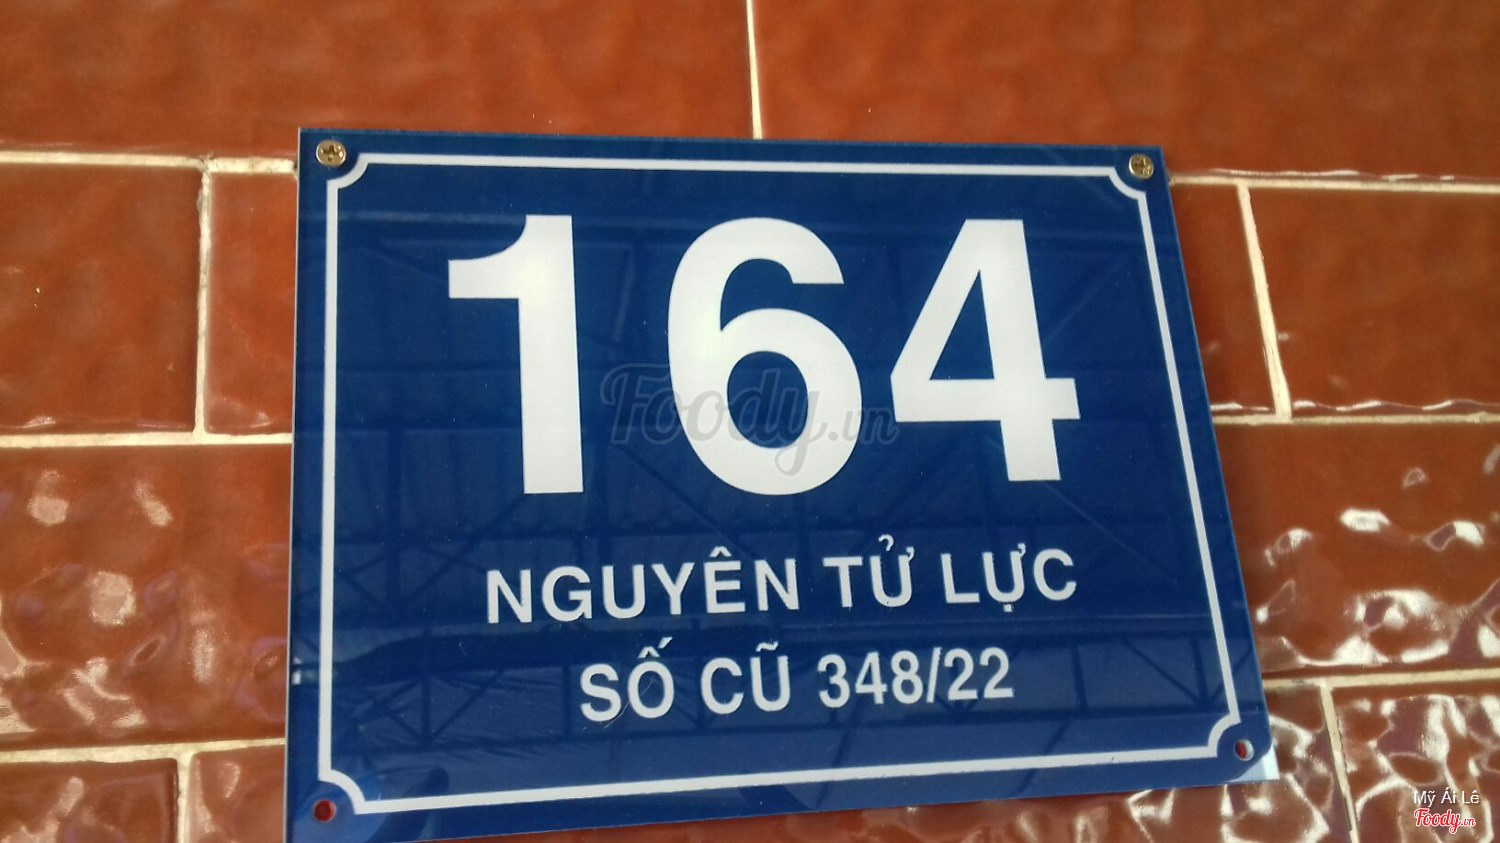 164
NGUYÊN TỬ LỰC
SỐ CŨ 348/22
Foody.vn
Mỹ Ái Lê
Foody.vn